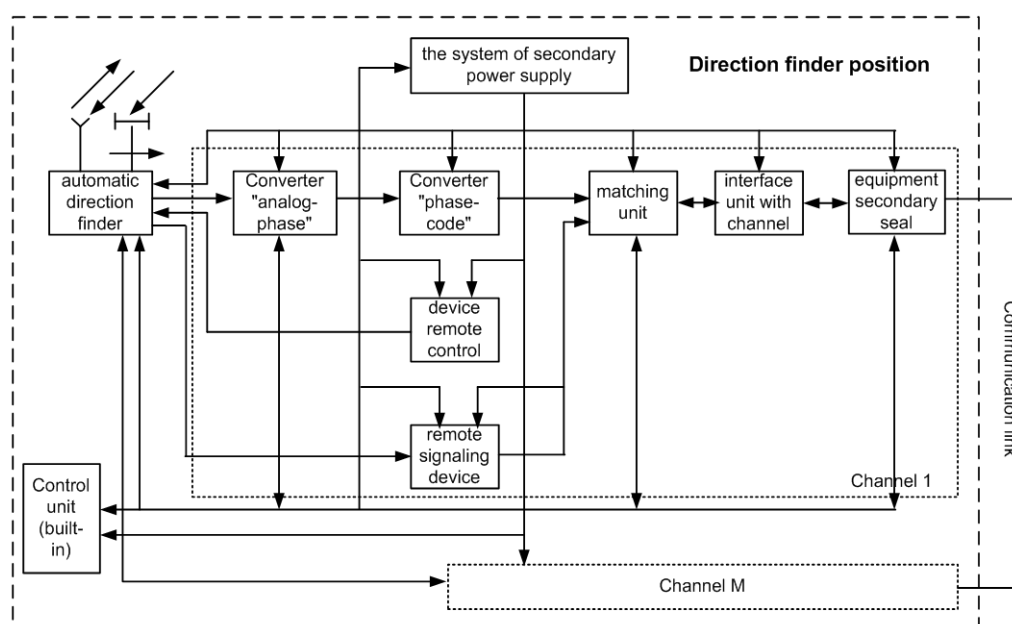 the system of secondary
power supply
Direction finder position
automatic
direction
finder
Converter
"analog-
phase"
Converter
"phase-
code"
matching
unit
interface
unit with
channel
equipment
secondary
seal
device
remote
control
Communication link
remote
signaling
device
Channel 1
Control
unit
(built-
in)
Channel M